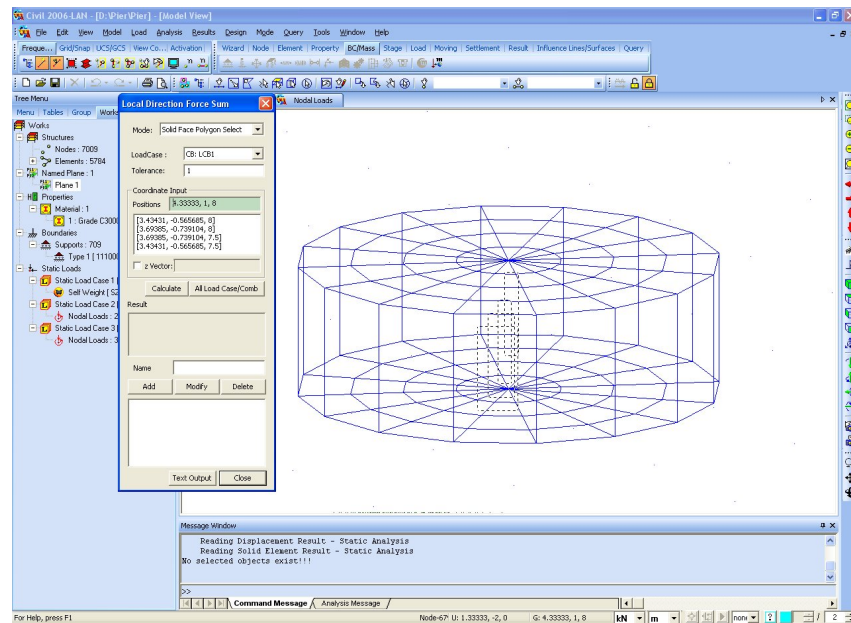 Civil 2006-LAN - [D:\Pier\Pier] - [Model View]
File Edit View Model Load Analysis Results Design Mode Query Tools Window Help
Freque... Grid/Snap UCS/GCS View Co... Activation Wizard Node Element Property BC/Mass Stage Load Moving Settlement Result Influence Lines/Surfaces Query
Tree Menu
Menu Tables Group Works
Works
Structures
Nodes : 7009
Elements : 5784
Named Plane : 1
Plane 1
Properties
Material : 1
1 : Grade C3000
Boundaries
Supports : 709
Type 1 [ 111000
Static Loads
Static Load Case 1 [
Self Weight [ SZ
Static Load Case 2 [
Nodal Loads : 2
Static Load Case 3 [
Nodal Loads : 3
Local Direction Force Sum
Mode: Solid Face Polygon Select
LoadCase : CB: LCB1
Tolerance: 1
Coordinate Input
Positions 4.33333, 1, 8
[3.43431, -0.565685, 8]
[3.69385, -0.739104, 8]
[3.69385, -0.739104, 7.5]
[3.43431, -0.565685, 7.5]
z Vector:
Calculate All Load Case/Comb
Result
Name
Add Modify Delete
Text Output Close
Nodal Loads
Message Window
Reading Displacement Result - Static Analysis
Reading Solid Element Result - Static Analysis
No selected objects exist!!!
>>
Command Message Analysis Message
For Help, press F1 Node-67 U: 1.33333, -2, 0 G: 4.33333, 1, 8 kN m non ? / 2